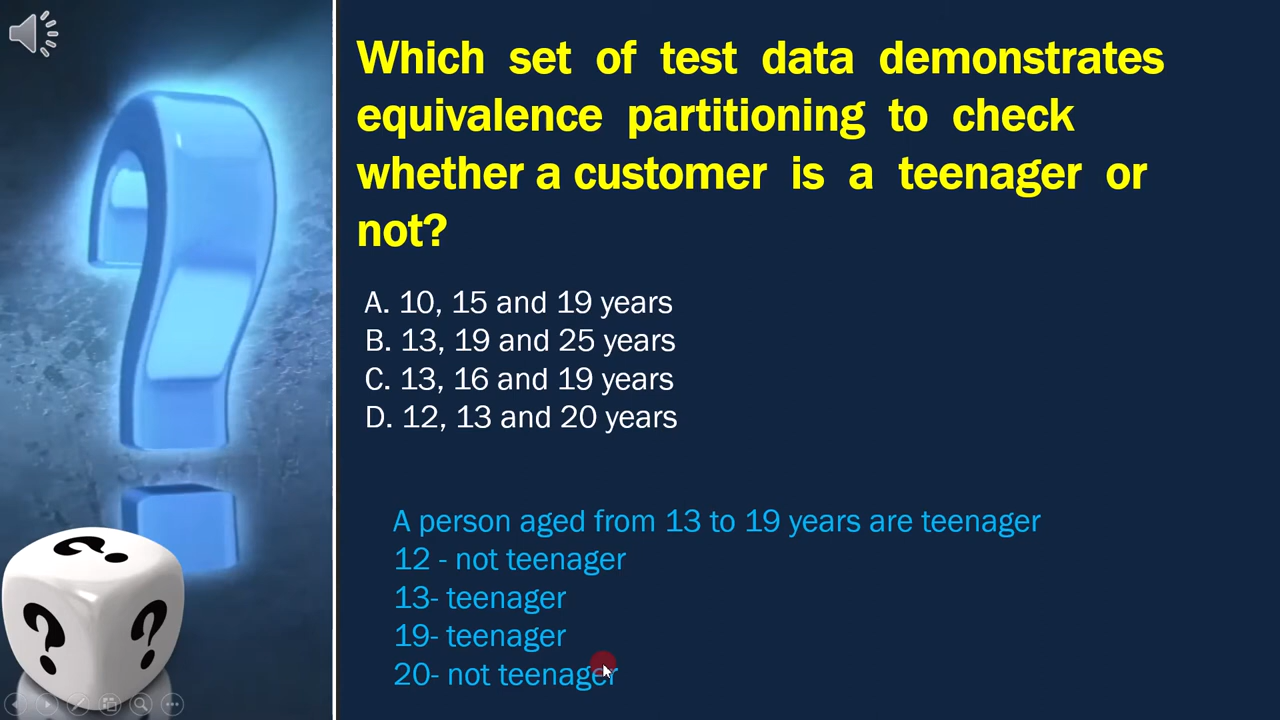 Which set of test data demonstrates
equivalence partitioning to check
whether a customer is a teenager or
not?
A. 10, 15 and 19 years
B. 13, 19 and 25 years
C. 13, 16 and 19 years
D. 12, 13 and 20 years
A person aged from 13 to 19 years are teenager
12 - not teenager
13- teenager
19- teenager
20- not teenager